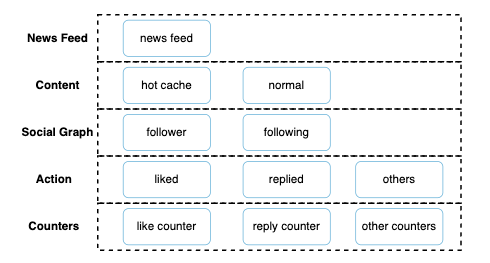 News Feed news feed
Content hot cache normal
Social Graph follower following
Action liked replied others
Counters like counter reply counter other counters